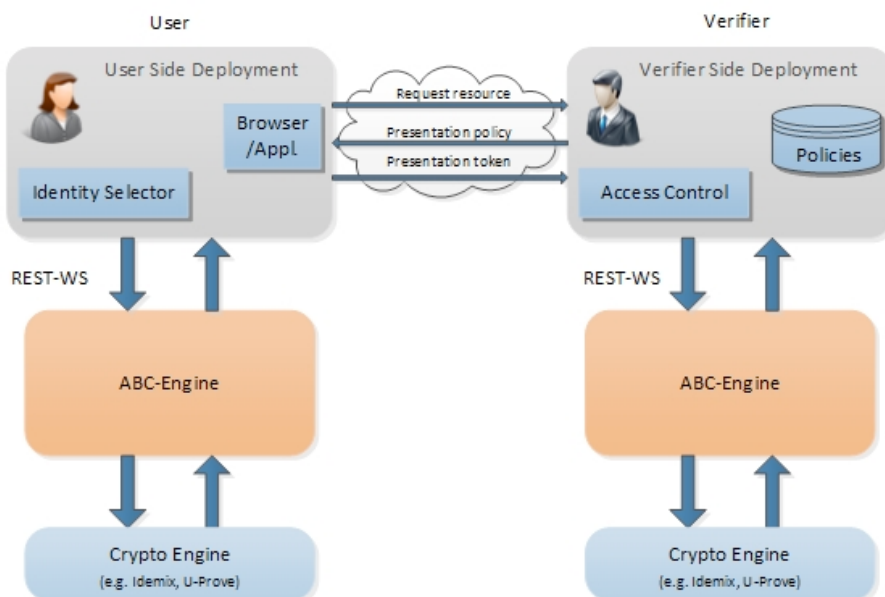 User
Verifier
User Side Deployment
Verifier Side Deployment
Request resource
Browser
/Appl.
Presentation policy
Policies
Presentation token
Identity Selector
Access Control
REST-WS
REST-WS
ABC-Engine
ABC-Engine
Crypto Engine
(e.g. Idemix, U-Prove)
Crypto Engine
(e.g. Idemix, U-Prove)